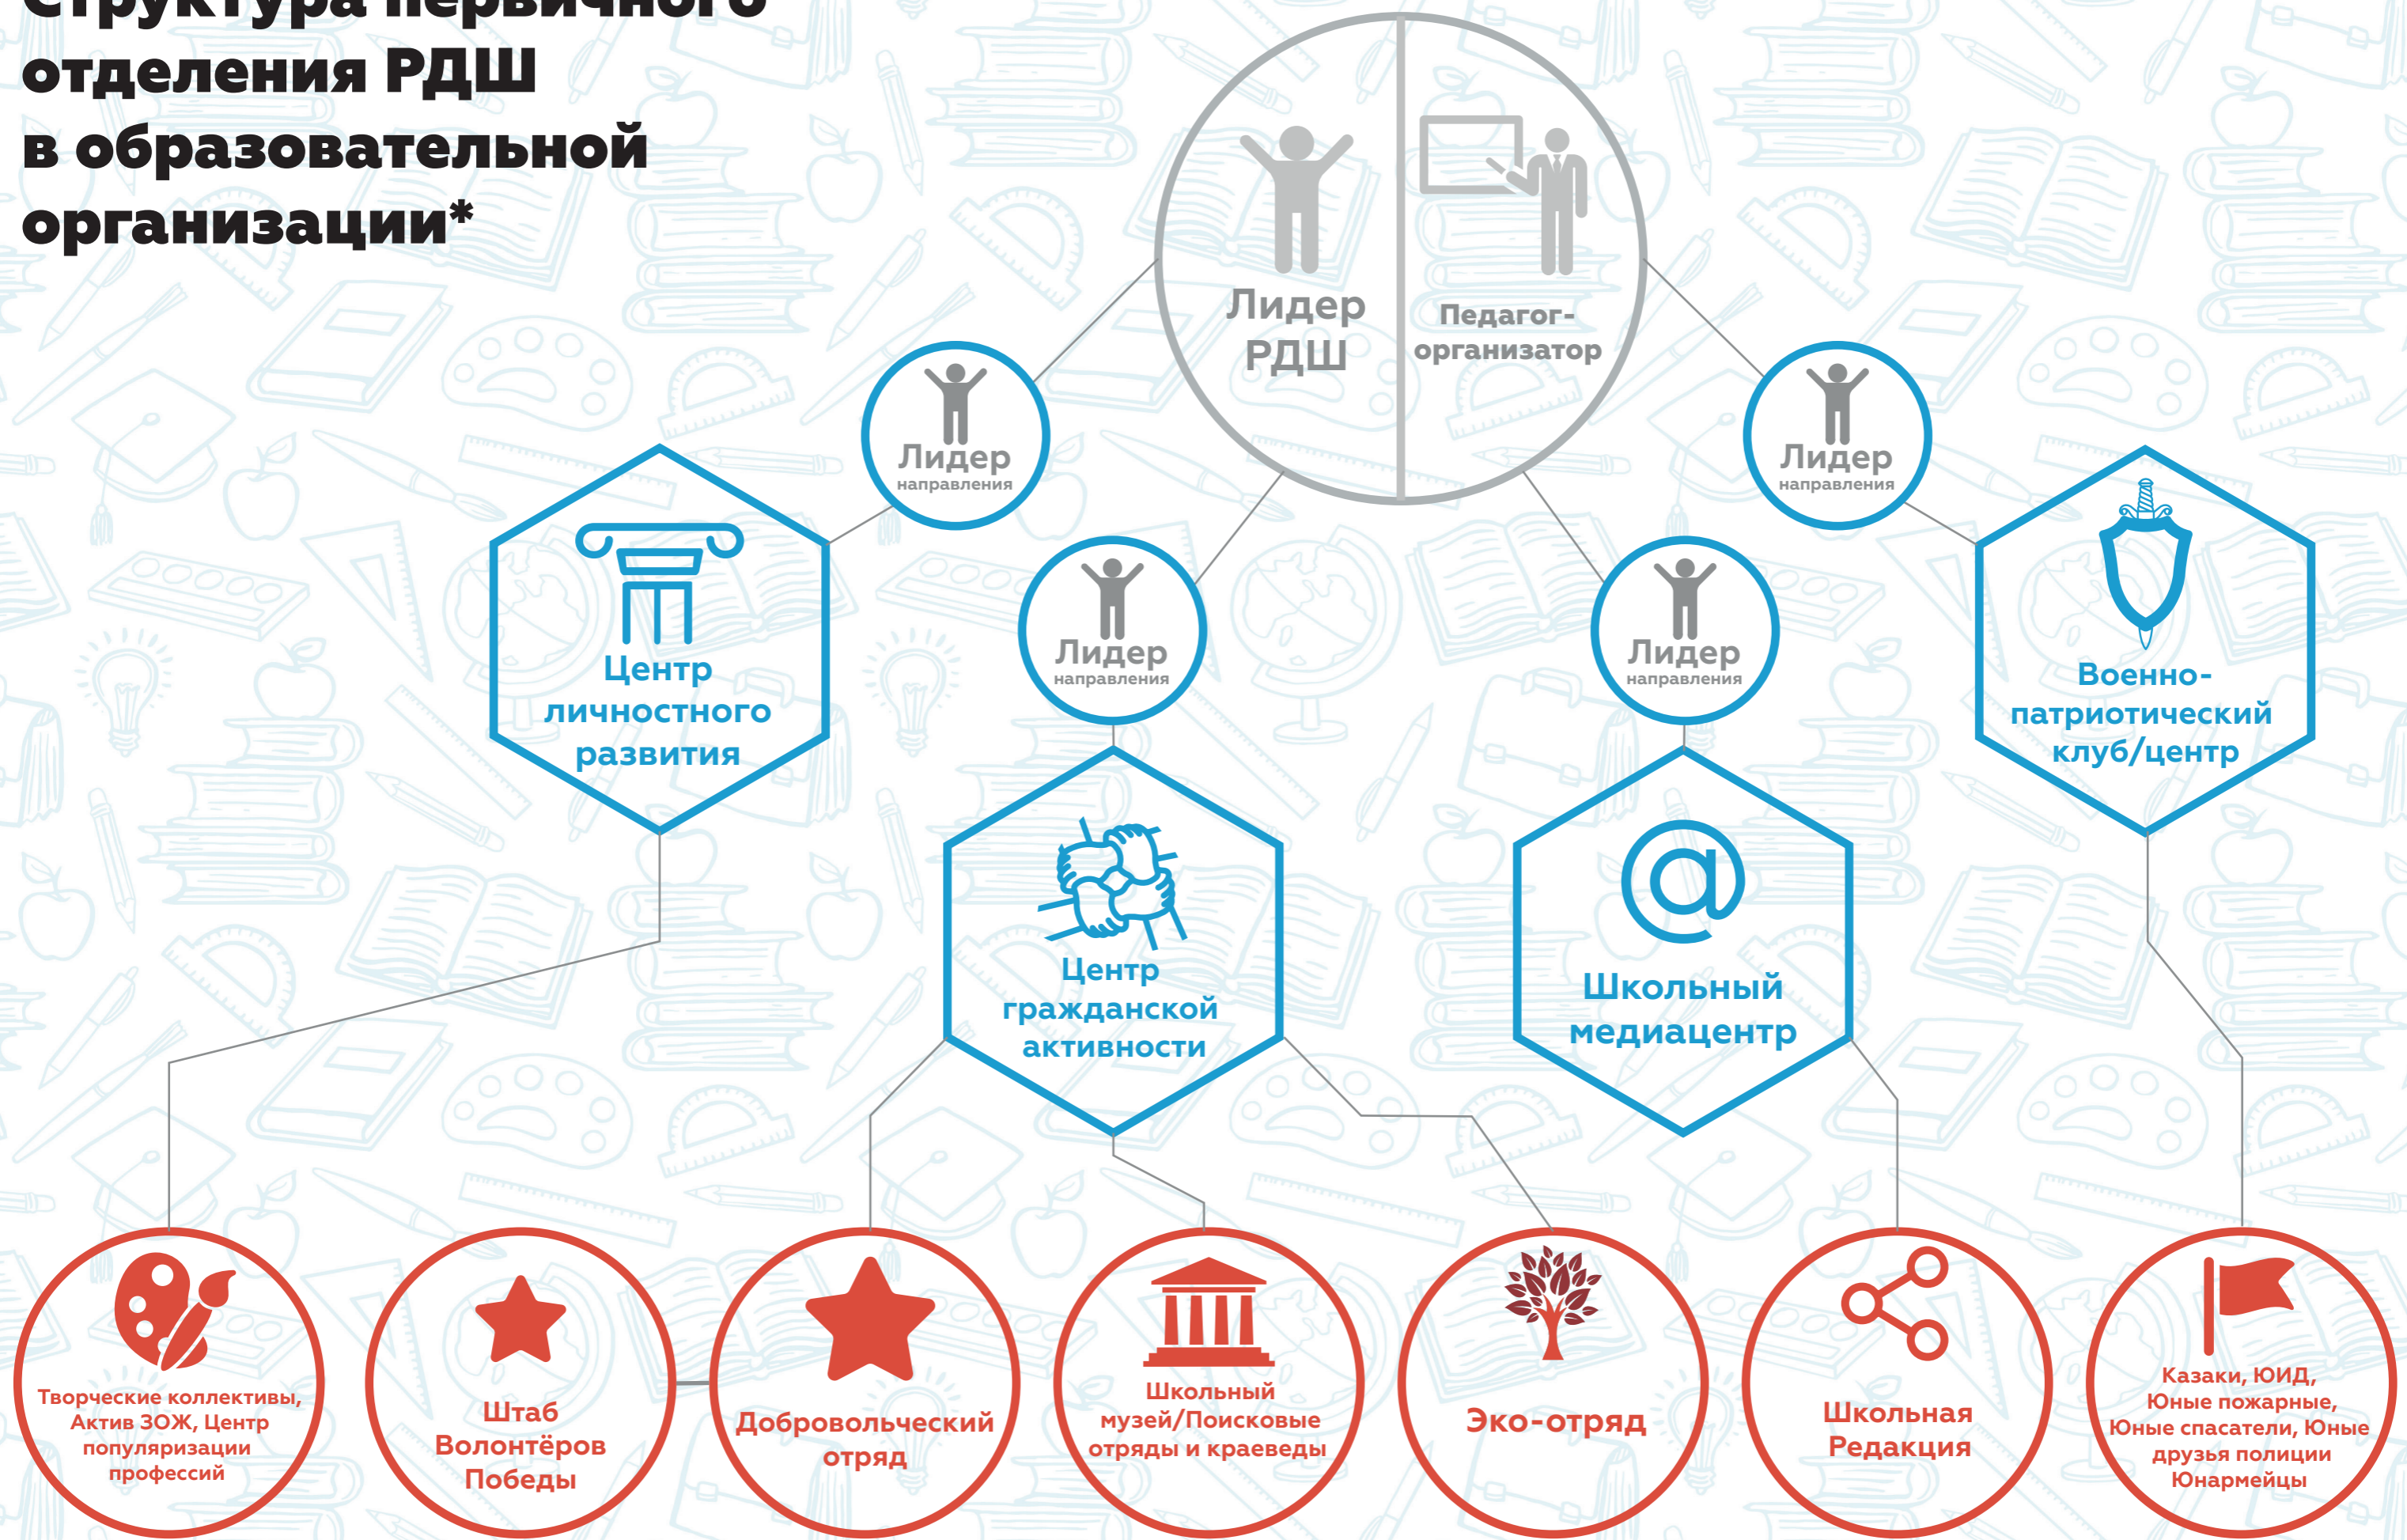 Структура первичного
отделения РДШ
в образовательной
организации*
Лидер
РДШ
Педагог-
организатор
Лидер
направления
Лидер
направления
Лидер
направления
Лидер
направления
Центр
личностного
развития
Военно-
патриотический
клуб/центр
Центр
гражданской
активности
Школьный
медиацентр
Творческие коллективы,
Актив ЗОЖ, Центр
популяризации
профессий
Штаб
Волонтёров
Победы
Добровольческий
отряд
Школьный
музей/Поисковые
отряды и краеведы
Эко-отряд
Школьная
Редакция
Казаки, ЮИД,
Юные пожарные,
Юные спасатели, Юные
друзья полиции
Юнармейцы